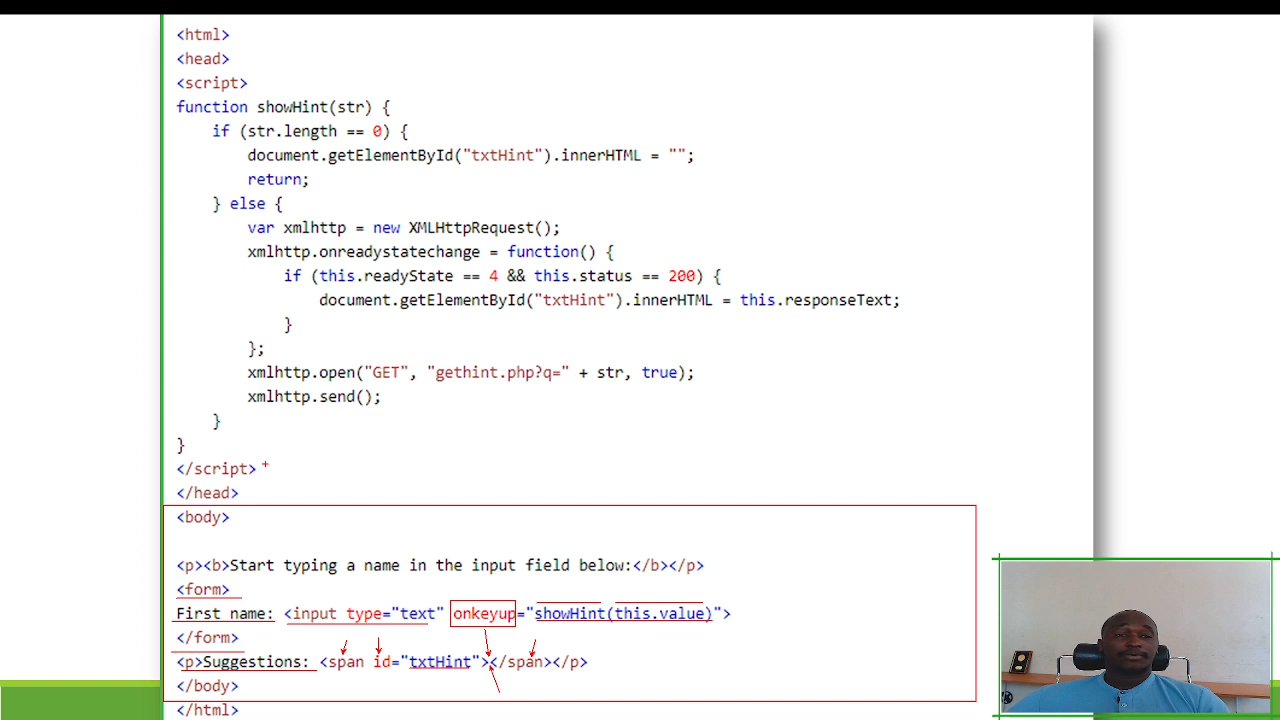 <html>
<head>
<script>
function showHint(str) {
    if (str.length == 0) {
        document.getElementById("txtHint").innerHTML = "";
        return;
    } else {
        var xmlhttp = new XMLHttpRequest();
        xmlhttp.onreadystatechange = function() {
            if (this.readyState == 4 && this.status == 200) {
                document.getElementById("txtHint").innerHTML = this.responseText;
            }
        };
        xmlhttp.open("GET", "gethint.php?q=" + str, true);
        xmlhttp.send();
    }
}
</script>
</head>
<body>
<p><b>Start typing a name in the input field below:</b></p>
<form>
First name: <input type="text" onkeyup="showHint(this.value)">
</form>
<p>Suggestions: <span id="txtHint"></span></p>
</body>
</html>